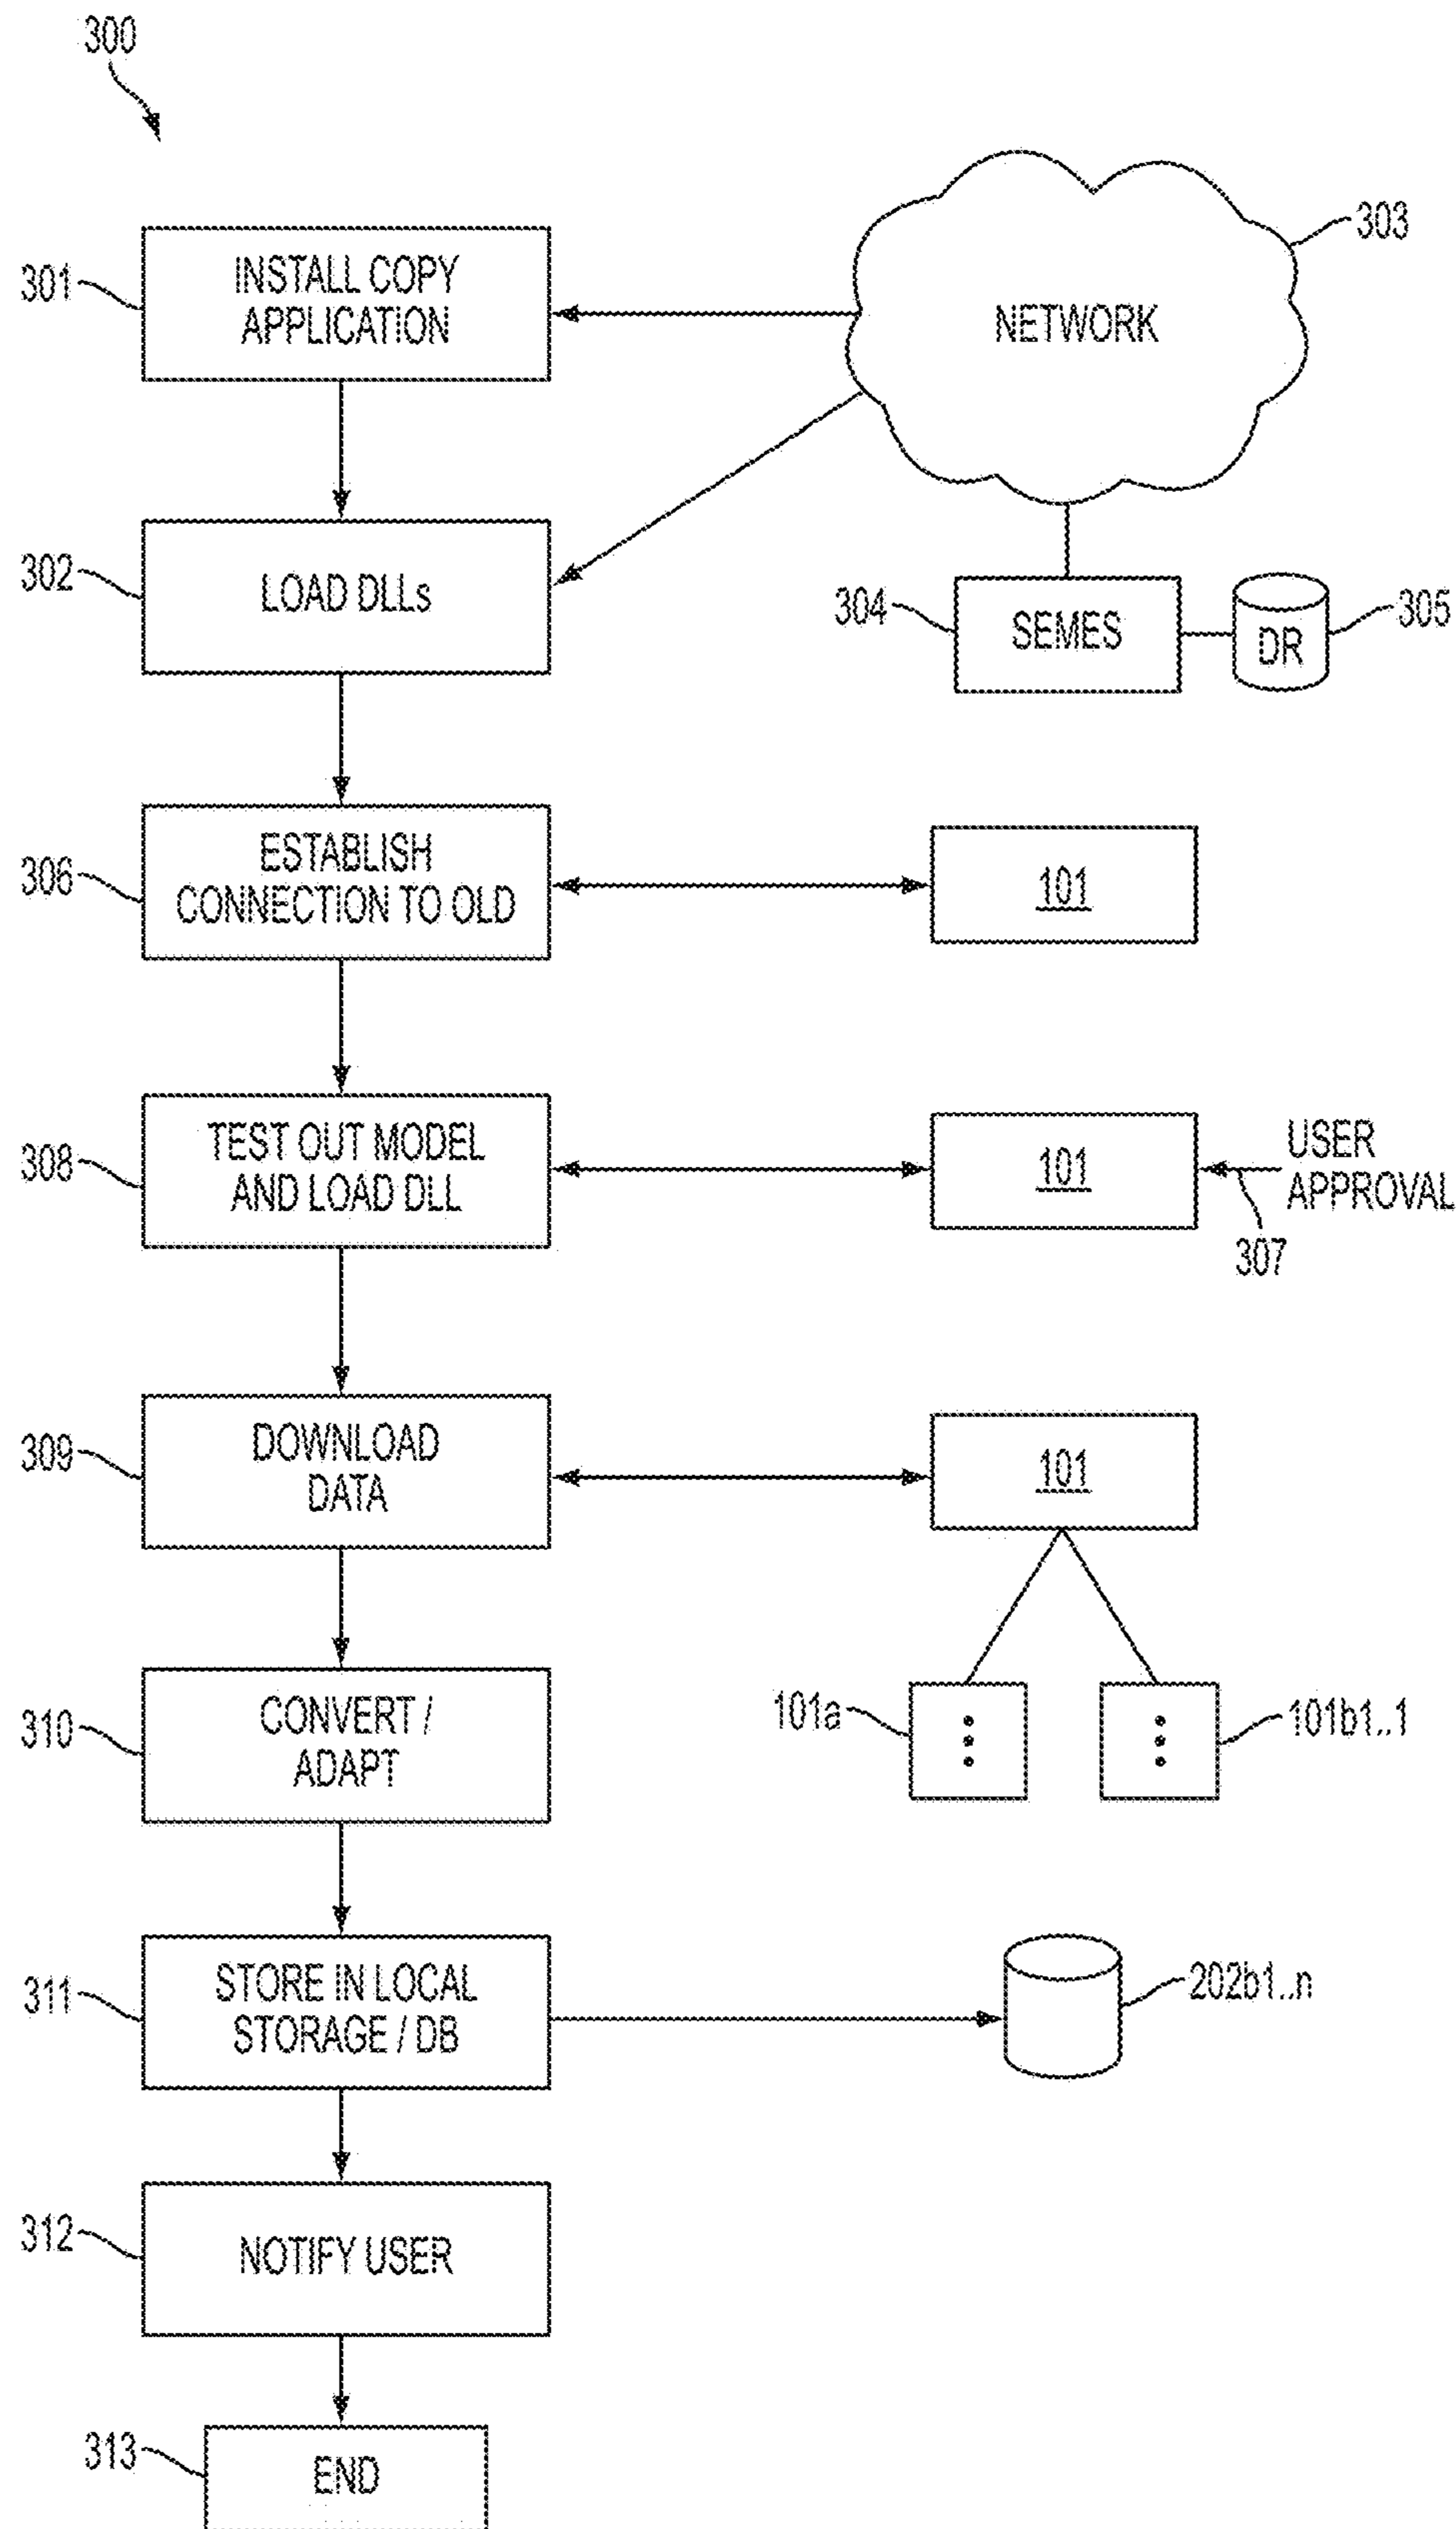 300
303
301
INSTALL COPY
APPLICATION
NETWORK
302
LOAD DLLs
304
SEMES
DR
305
306
ESTABLISH
CONNECTION TO OLD
101
308
TEST OUT MODEL
AND LOAD DLL
101
USER
APPROVAL
307
309
DOWNLOAD
DATA
101
310
CONVERT /
ADAPT
101a
101b1..1
311
STORE IN LOCAL
STORAGE / DB
202b1..n
312
NOTIFY USER
313
END